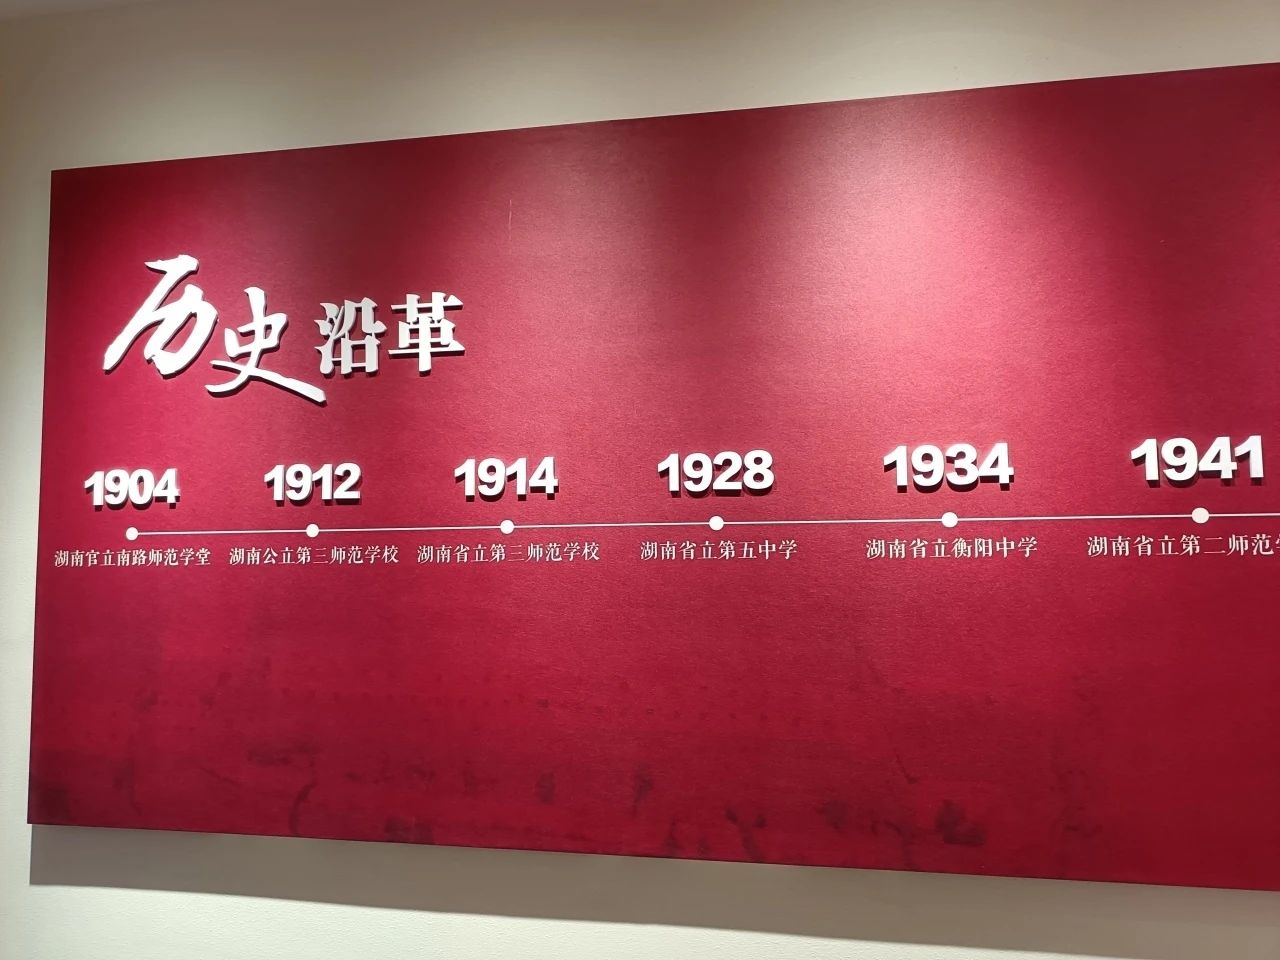 历史沿革
1904 1912 1914 1928 1934 1941
湖南官立南路师范学堂 湖南公立第三师范学校 湖南省立第三师范学校 湖南省立第五中学 湖南省立衡阳中学 湖南省立第二师范